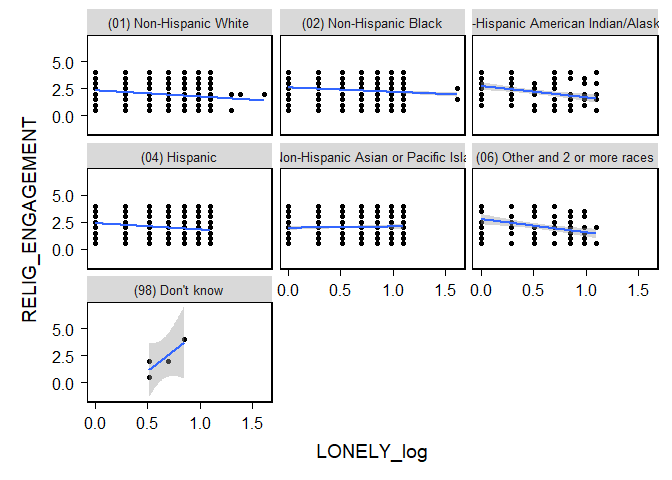 (01) Non-Hispanic White
(02) Non-Hispanic Black
-Hispanic American Indian/Alask
5.0
2.5
0.0
(04) Hispanic
Non-Hispanic Asian or Pacific Isla
(06) Other and 2 or more races
5.0
2.5
0.0
(98) Don't know
0.0 0.5 1.0 1.5
0.0 0.5 1.0 1.5
5.0
2.5
0.0
0.0 0.5 1.0 1.5
RELIG_ENGAGEMENT
LONELY_log